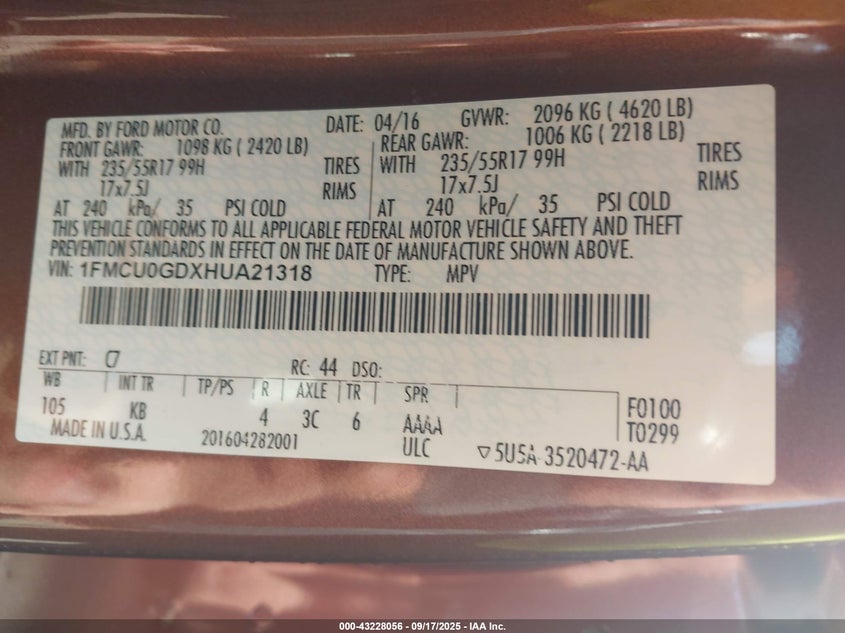 MFD. BY FORD MOTOR CO. DATE: 04/16 GVWR: 2096 KG ( 4620 LB)
FRONT GAWR: 1098 KG ( 2420 LB) REAR GAWR: 1006 KG ( 2218 LB)
WITH 235/55R17 99H TIRES WITH 235/55R17 99H TIRES
17x7.5J RIMS 17x7.5J RIMS
AT 240 kPa/ 35 PSI COLD AT 240 kPa/ 35 PSI COLD
THIS VEHICLE CONFORMS TO ALL APPLICABLE FEDERAL MOTOR VEHICLE SAFETY AND THEFT
PREVENTION STANDARDS IN EFFECT ON THE DATE OF MANUFACTURE SHOWN ABOVE.
VIN: 1FMCU0GDXHUA21318 TYPE: MPV
EXT PNT: C7 RC: 44 DSO:
WB INT TR TP/PS R AXLE TR SPR
105 KB 4 3C 6 AAAA F0100
MADE IN U.S.A. 201604282001 ULC T0299
▽5U5A-3520472-AA
000-43228056 - 09/17/2025 - IAA Inc.